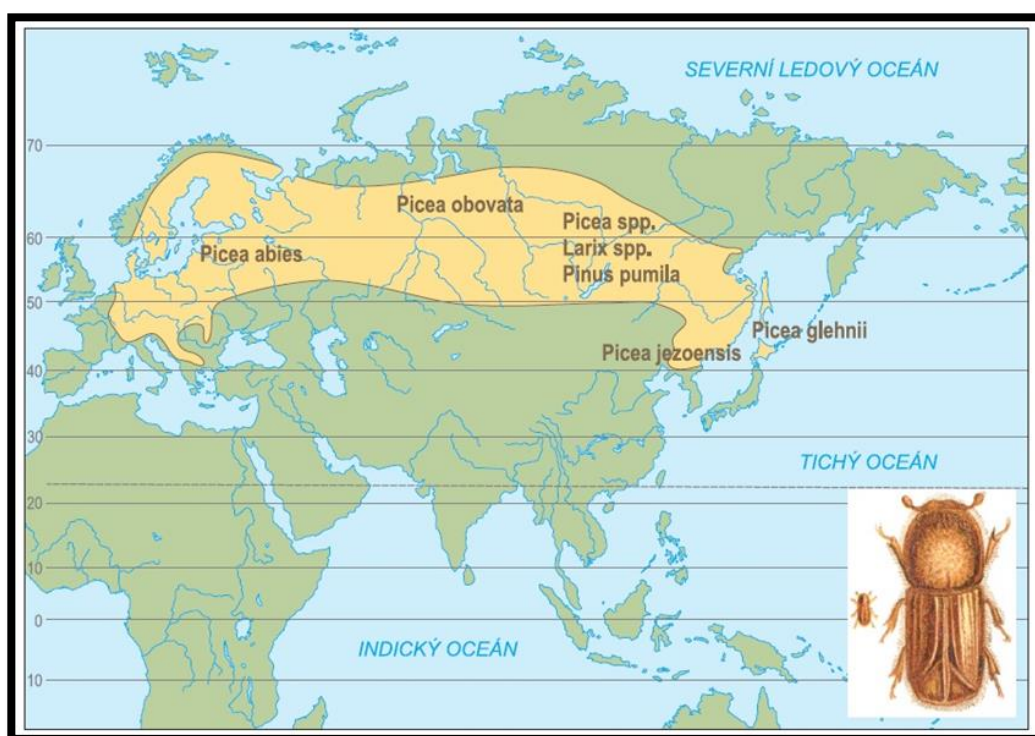 SEVERNÍ LEDOVÝ OCEÁN
70
Picea obovata
Picea spp.
60
Picea abies
Larix spp.
Pinus pumila
50
Picea glehnii
Picea jezoensis
40
30
TICHÝ OCEÁN
20
10
0
INDICKÝ OCEÁN
10